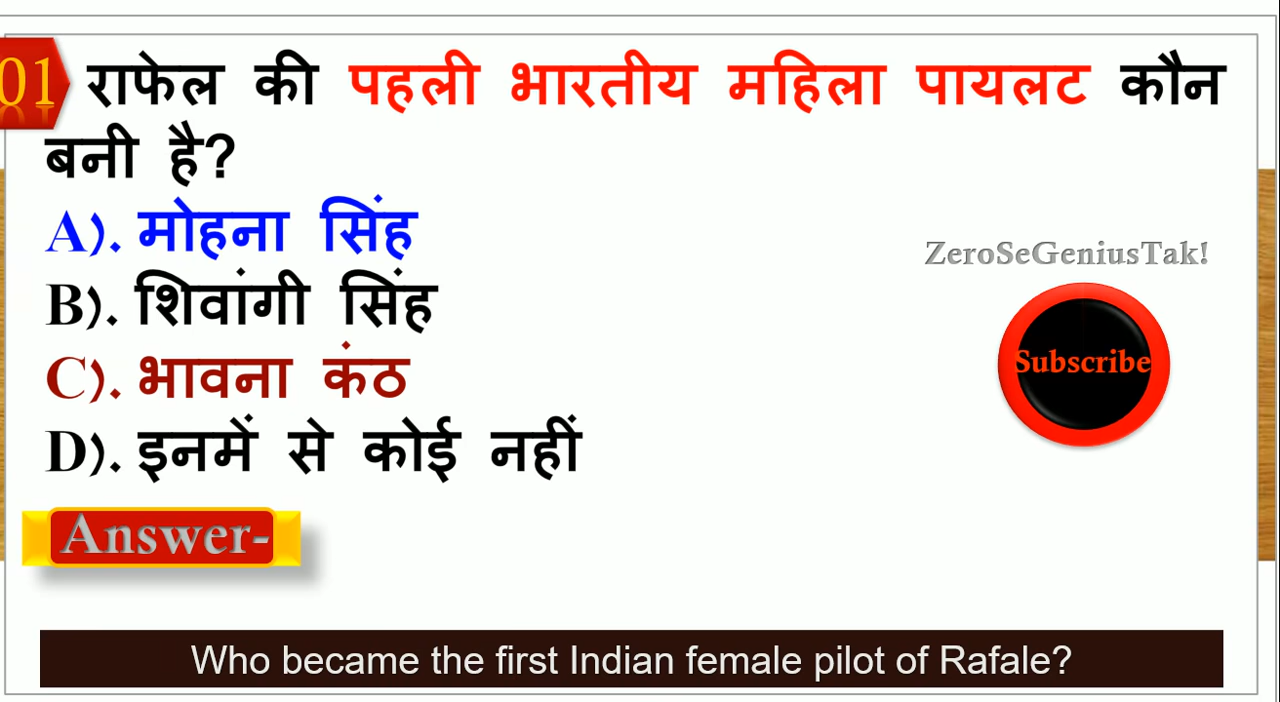 01 राफेल की पहली भारतीय महिला पायलट कौन
बनी है?
A). मोहना सिंह
ZeroSeGeniusTak!
B). शिवांगी सिंह
Subscribe
C). भावना कंठ
D). इनमें से कोई नहीं
Answer-
Who became the first Indian female pilot of Rafale?